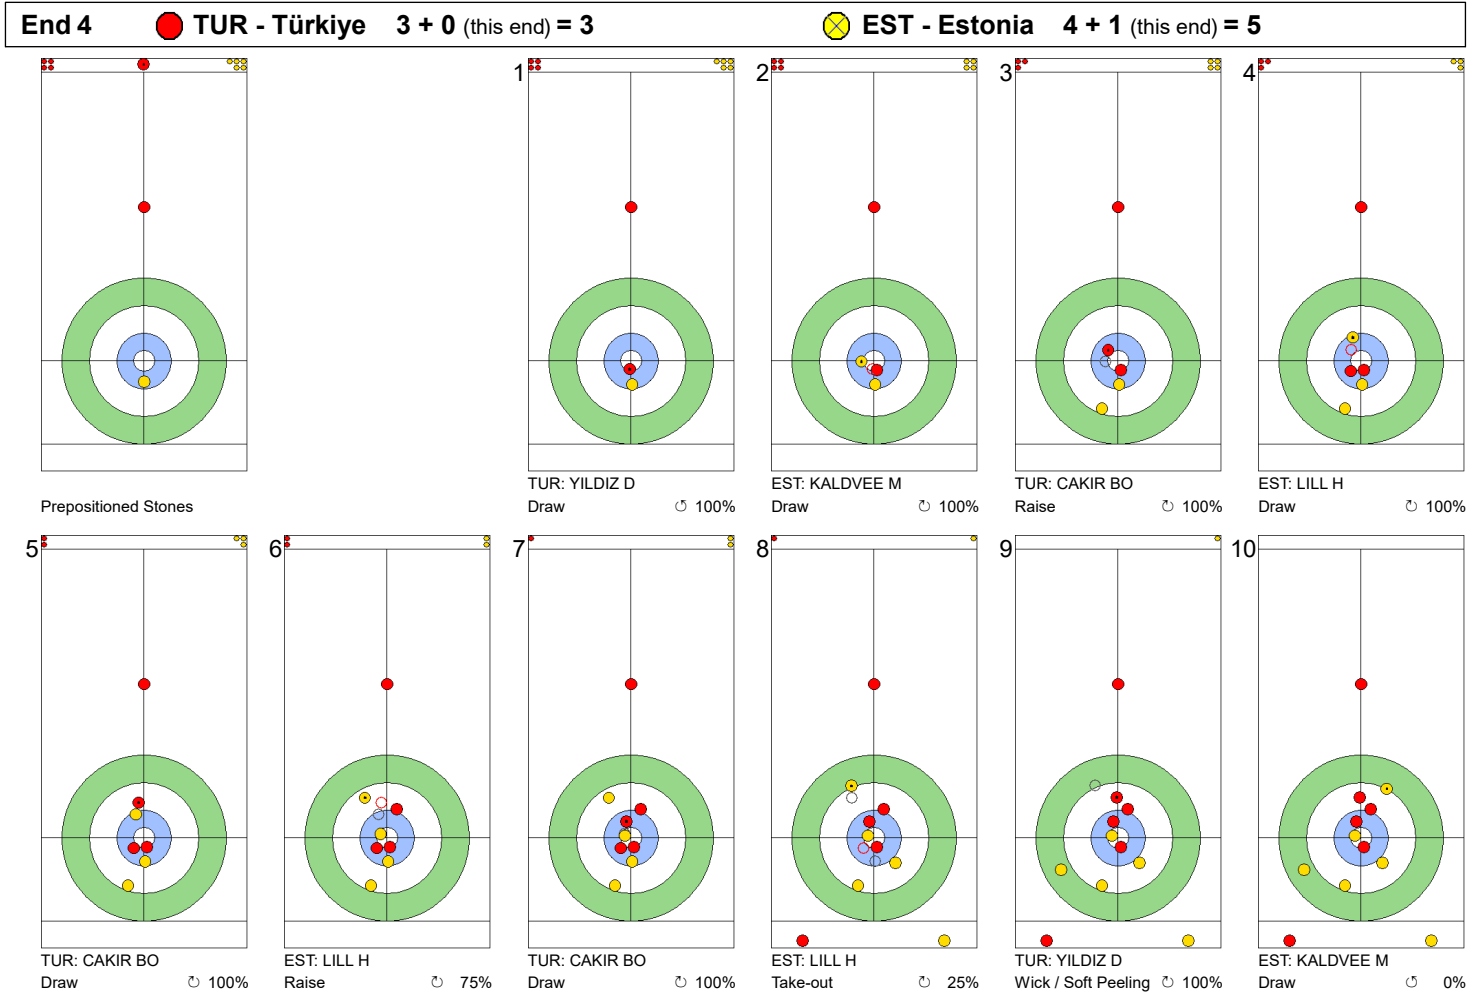 End 4 TUR - Türkiye 3 + 0 (this end) = 3 EST - Estonia 4 + 1 (this end) = 5
1 2 3 4
TUR: YILDIZ D EST: KALDVEE M TUR: CAKIR BO EST: LILL H
Prepositioned Stones Draw ↺ 100% Draw ↻ 100% Raise ↻ 100% Draw ↻ 100%
5 6 7 8 9 10
TUR: CAKIR BO EST: LILL H TUR: CAKIR BO EST: LILL H TUR: YILDIZ D EST: KALDVEE M
Draw ↻ 100% Raise ↻ 75% Draw ↻ 100% Take-out ↻ 25% Wick / Soft Peeling ↻ 100% Draw ↺ 0%